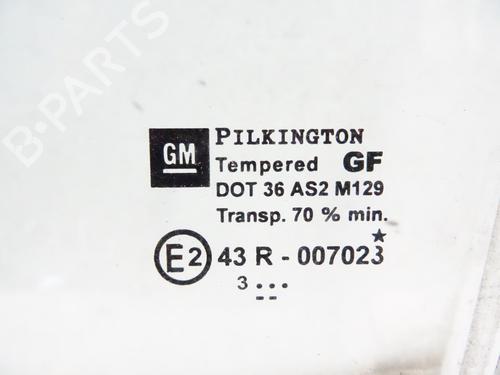 B-PARTS
GM
PILKINGTON
Tempered GF
DOT 36 AS2 M129
Transp. 70 % min.
E2 43 R - 007023
3 ...